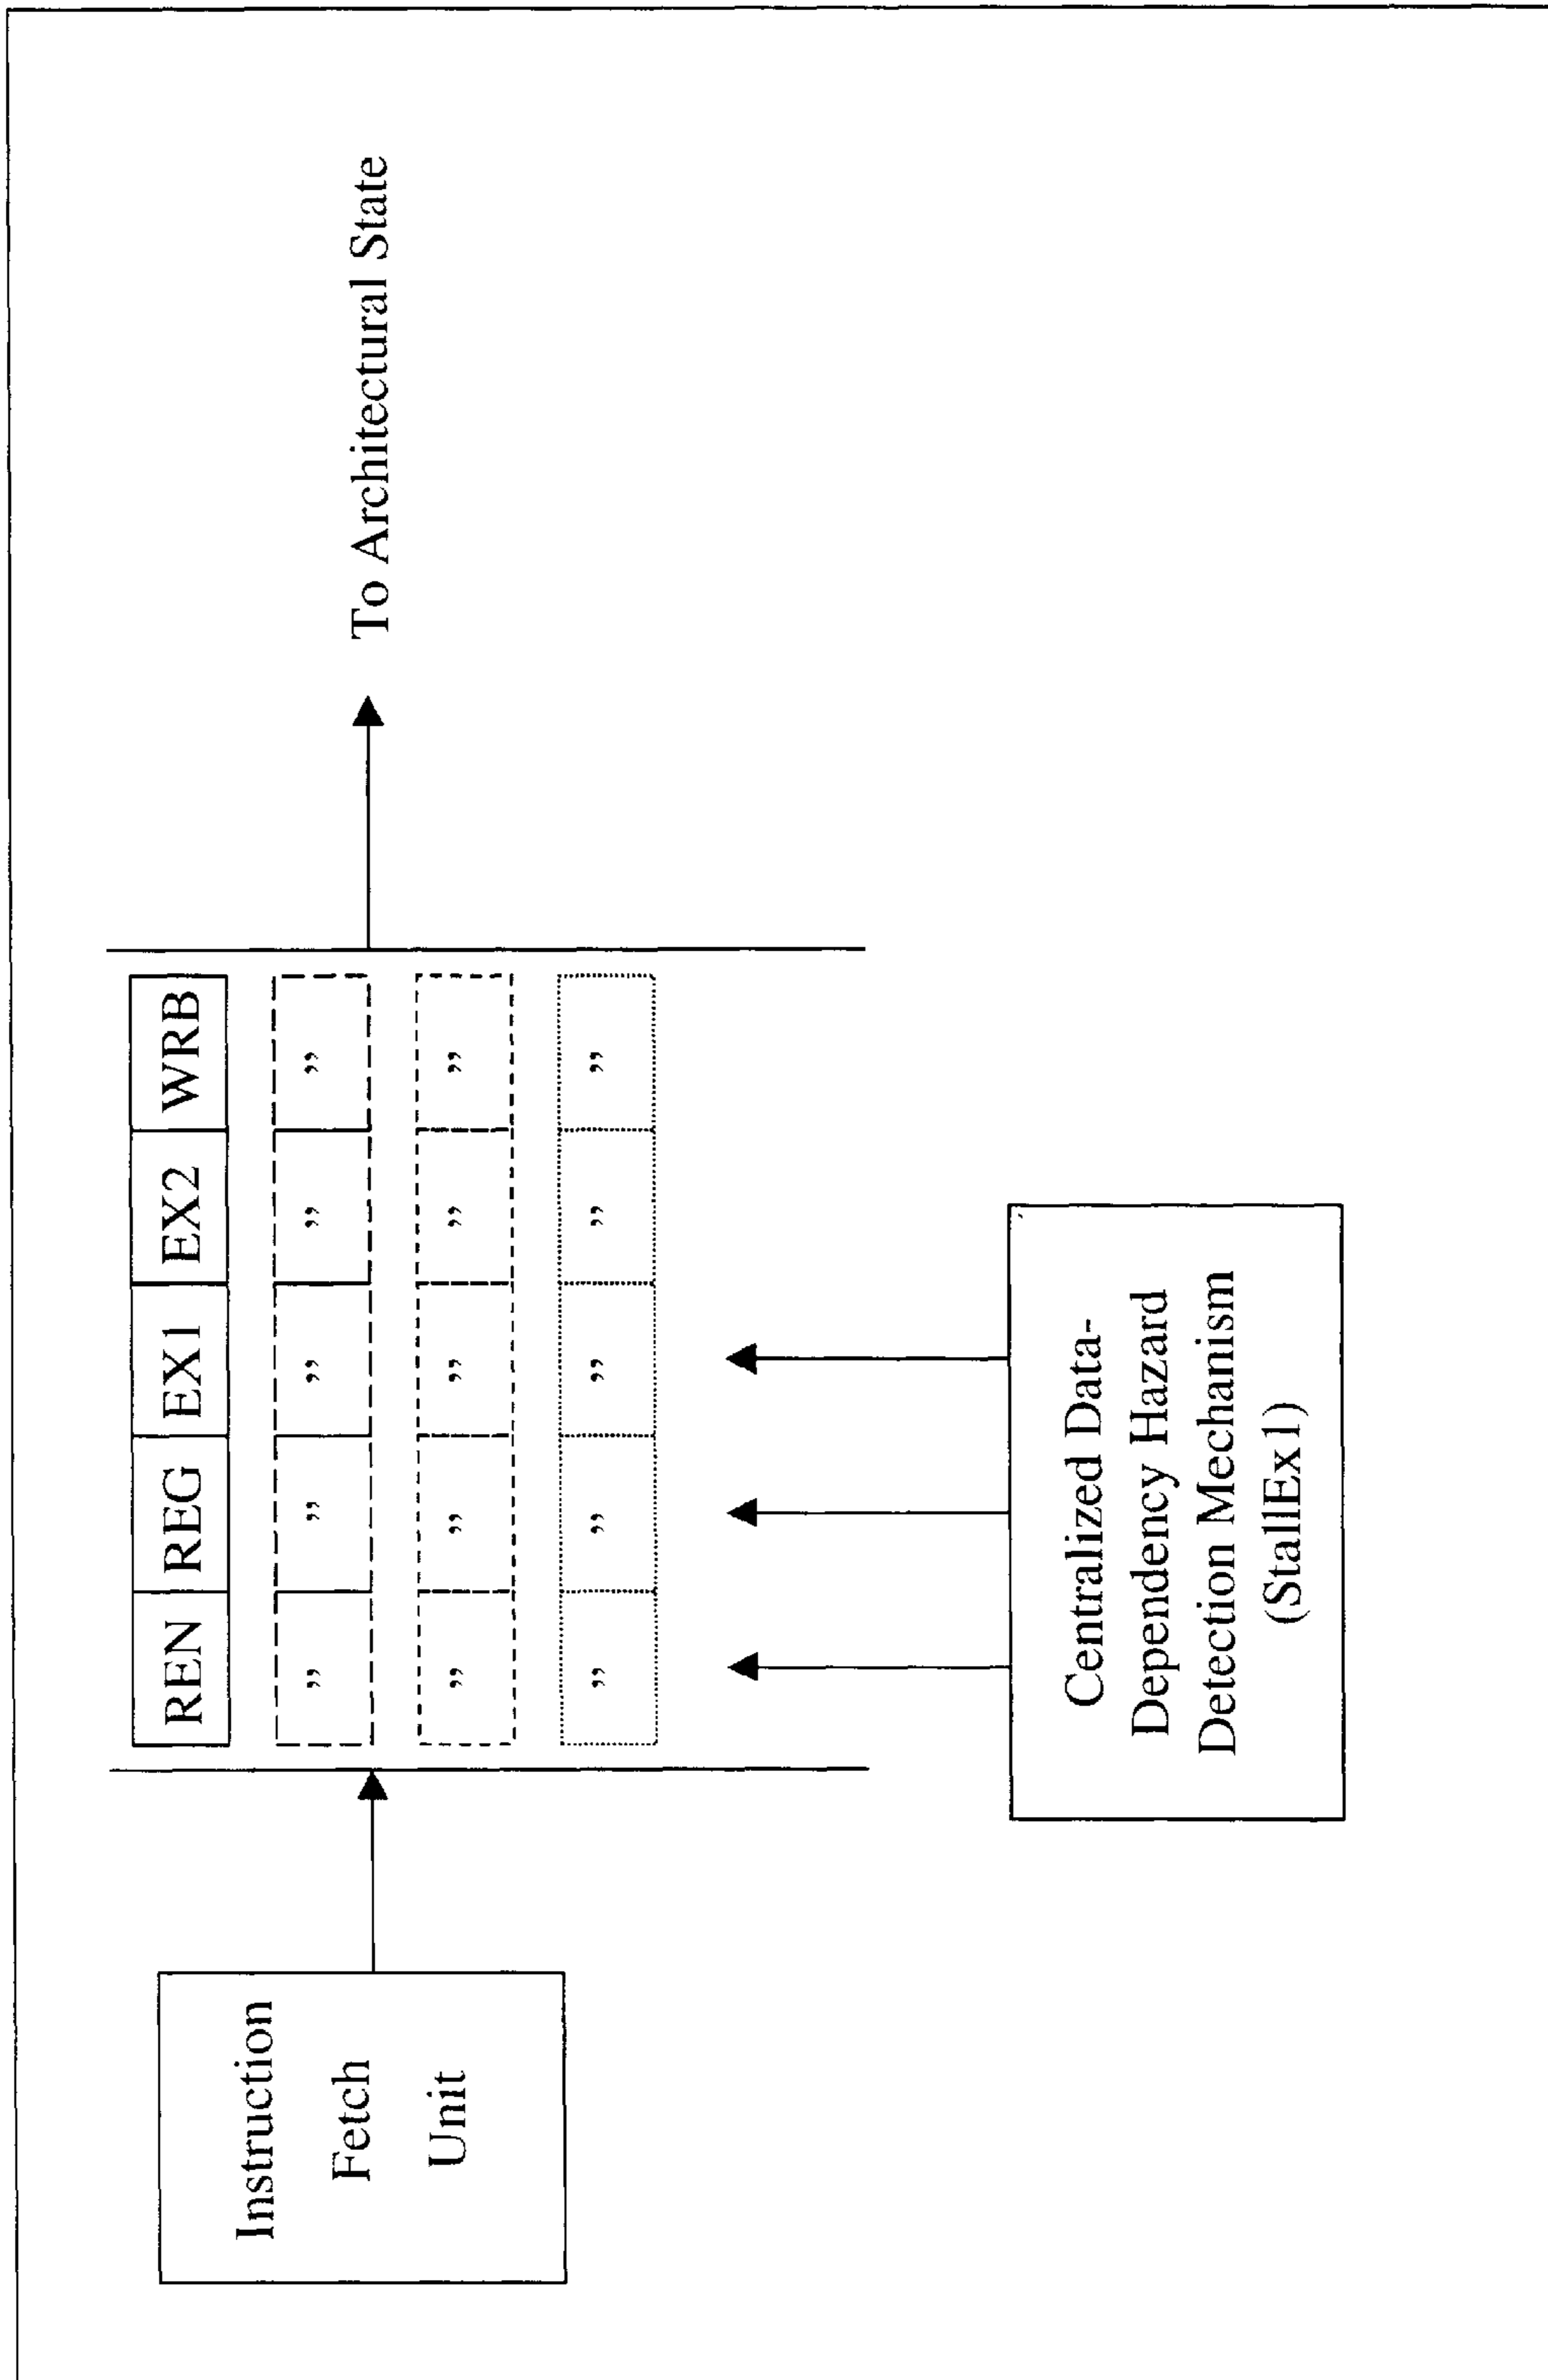 REN REG EX1 EX2 WRB
” ” ” ” ”
” ” ” ” ”
” ” ” ” ”
Instruction
Fetch
Unit
To Architectural State
Centralized Data-
Dependency Hazard
Detection Mechanism
(StallEx1)